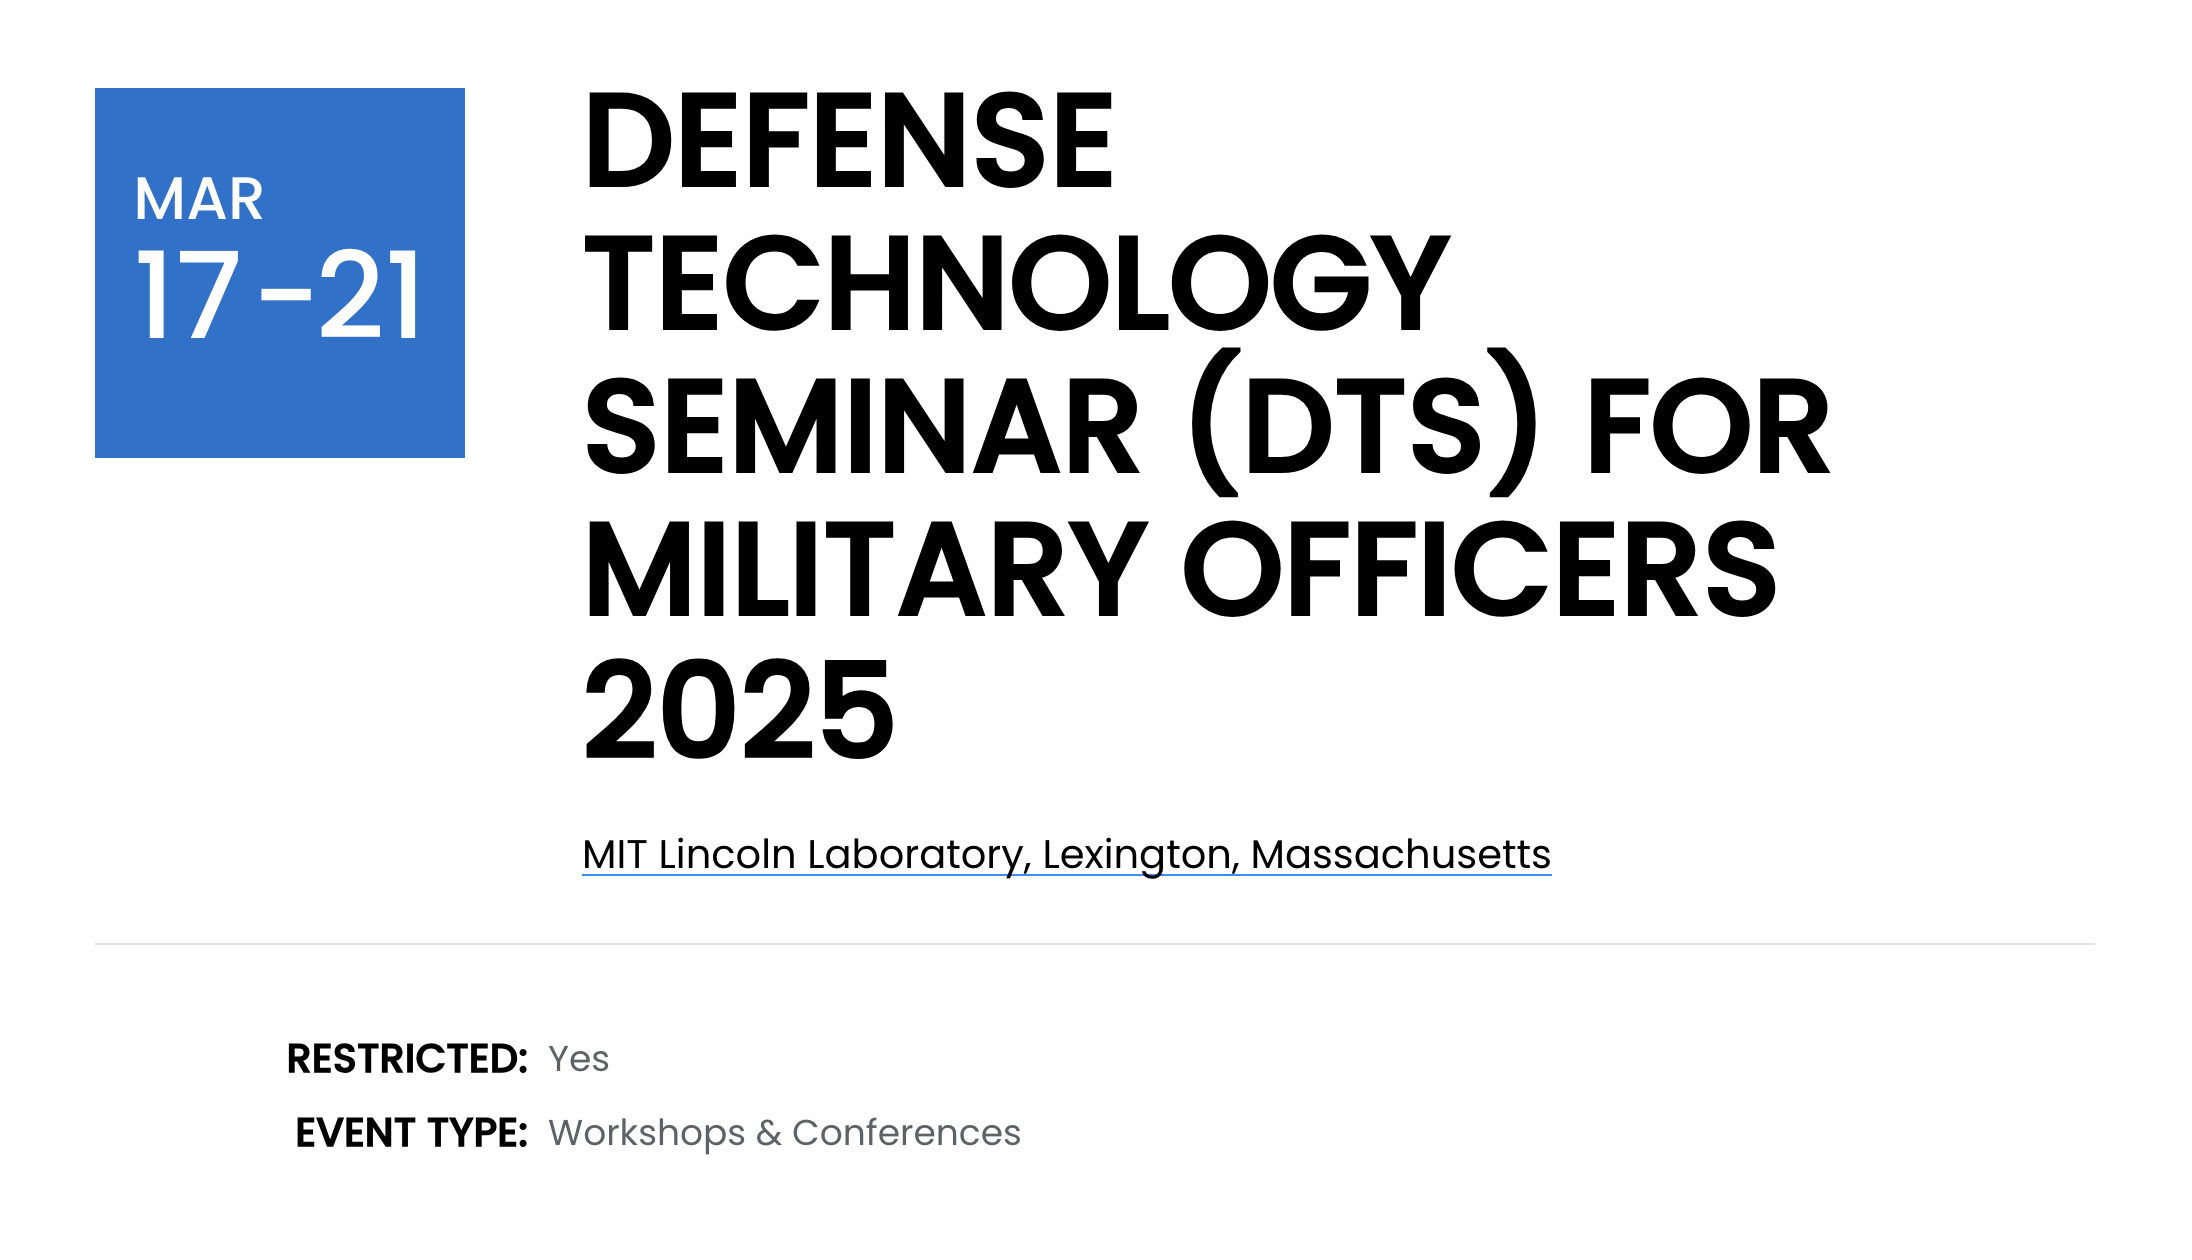 MAR
17 -21
DEFENSE
TECHNOLOGY
SEMINAR (DTS) FOR
MILITARY OFFICERS
2025
MIT Lincoln Laboratory, Lexington, Massachusetts
RESTRICTED: Yes
EVENT TYPE: Workshops & Conferences